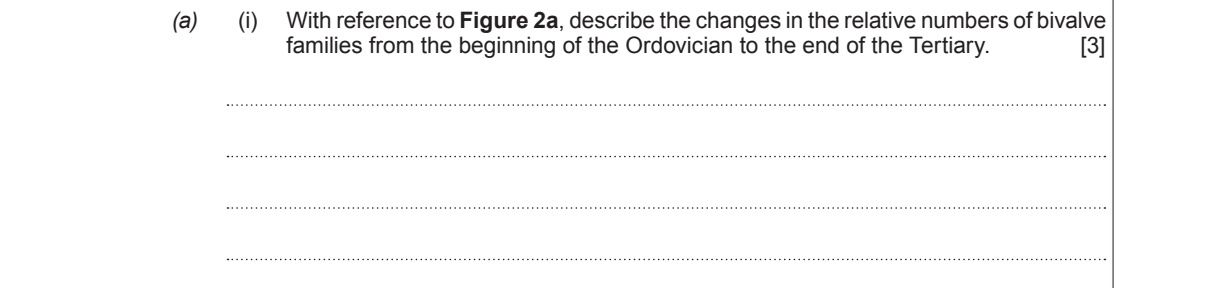 (a) (i) With reference to Figure 2a, describe the changes in the relative numbers of bivalve
families from the beginning of the Ordovician to the end of the Tertiary. [3]